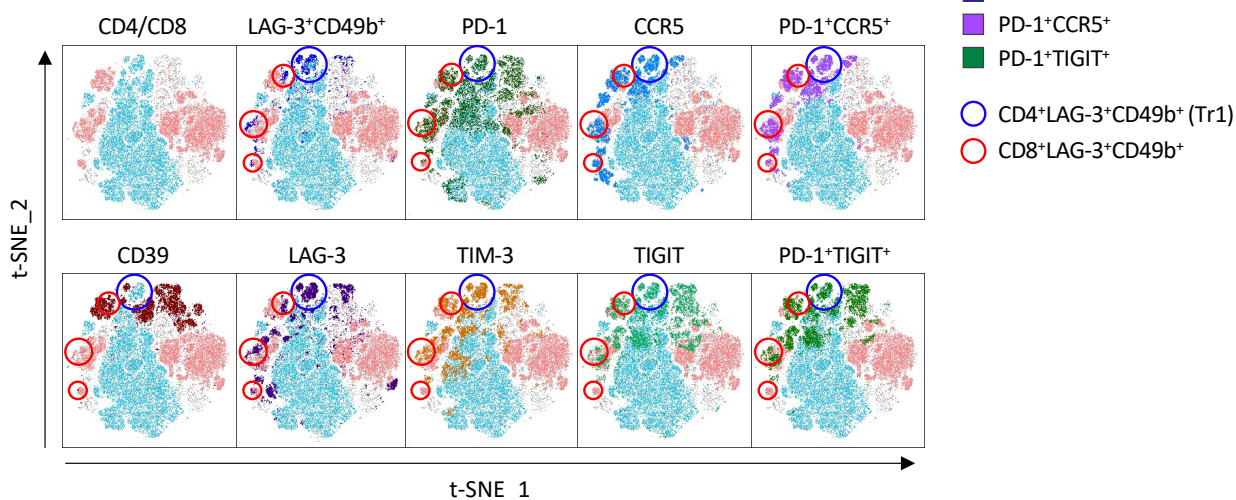 CD4/CD8 LAG-3⁺CD49b⁺ PD-1 CCR5 PD-1⁺CCR5⁺
CD39 LAG-3 TIM-3 TIGIT PD-1⁺TIGIT⁺
t-SNE_2
t-SNE_1
PD-1⁺CCR5⁺
PD-1⁺TIGIT⁺
CD4⁺LAG-3⁺CD49b⁺ (Tr1)
CD8⁺LAG-3⁺CD49b⁺